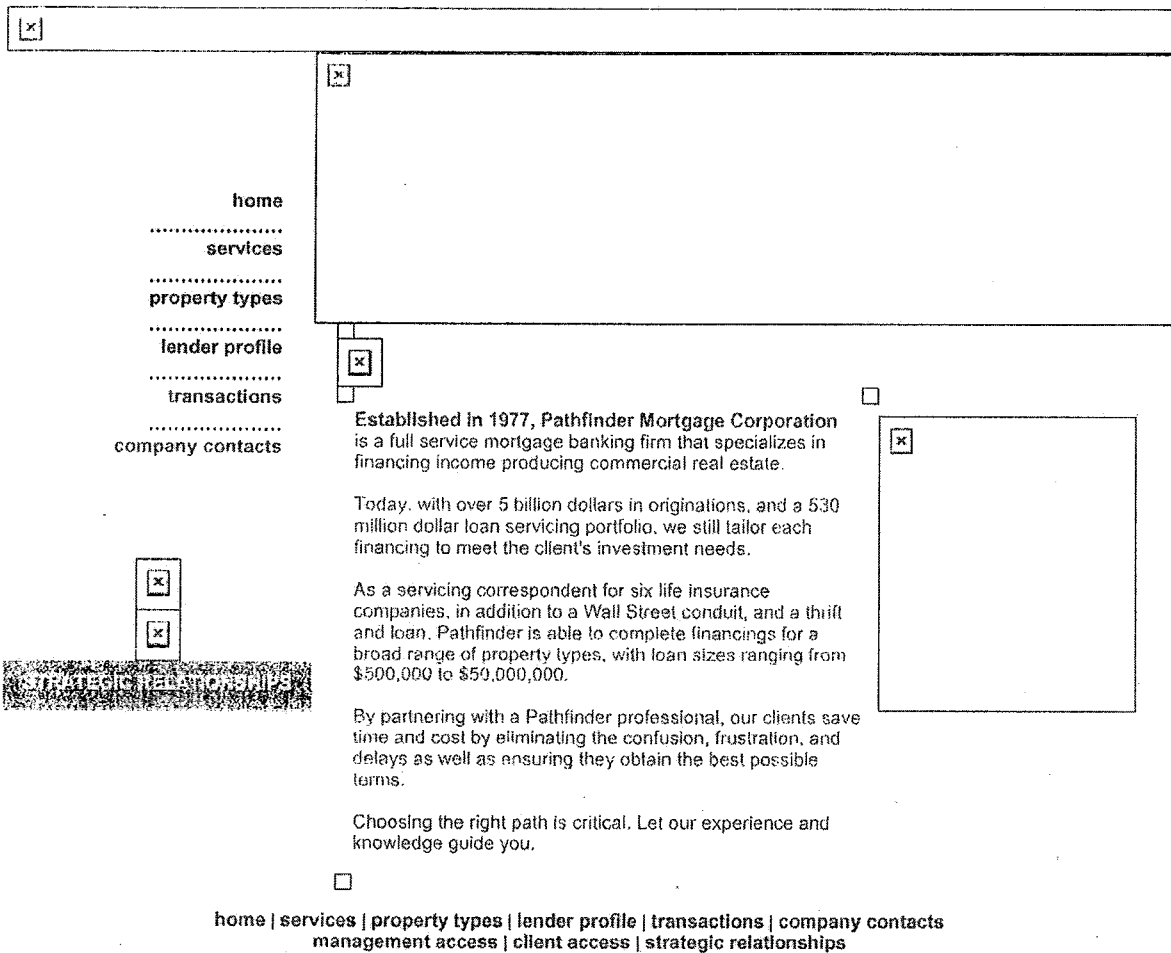 home
services
property types
lender profile
transactions
company contacts
STRATEGIC RELATIONSHIPS
Established in 1977, Pathfinder Mortgage Corporation
is a full service mortgage banking firm that specializes in
financing income producing commercial real estate.
Today, with over 5 billion dollars in originations, and a 530
million dollar loan servicing portfolio, we still tailor each
financing to meet the client's investment needs.
As a servicing correspondent for six life insurance
companies, in addition to a Wall Street conduit, and a thrift
and loan, Pathfinder is able to complete financings for a
broad range of property types, with loan sizes ranging from
$500,000 to $50,000,000.
By partnering with a Pathfinder professional, our clients save
time and cost by eliminating the confusion, frustration, and
delays as well as ensuring they obtain the best possible
terms.
Choosing the right path is critical. Let our experience and
knowledge guide you.
home | services | property types | lender profile | transactions | company contacts
management access | client access | strategic relationships